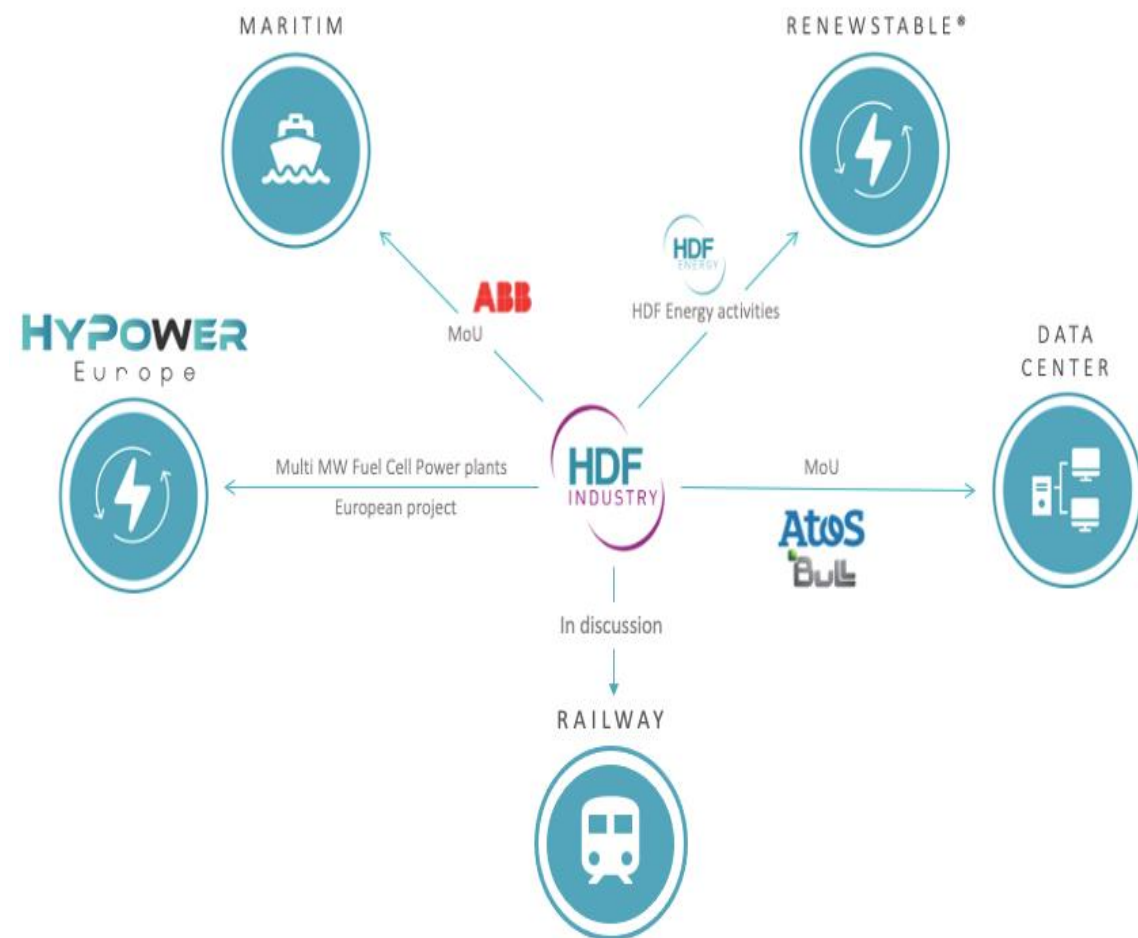 MARITIM
RENEWSTABLE®
HDF
ENERGY
ABB
HDF Energy activities
MoU
HYPOWER
Europe
DATA
CENTER
Multi MW Fuel Cell Power plants
European project
HDF
INDUSTRY
MoU
Atos
Bull
In discussion
RAILWAY